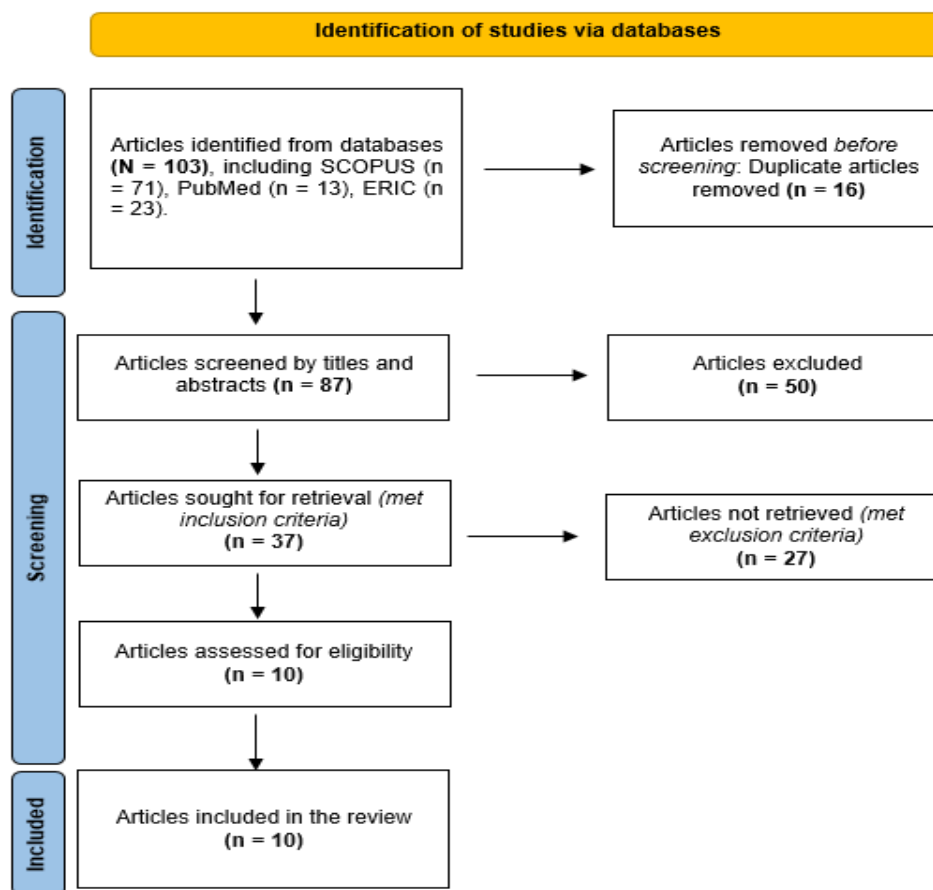 Identification of studies via databases
Identification
Articles identified from databases
(N = 103), including SCOPUS (n
= 71), PubMed (n = 13), ERIC (n
= 23).
Articles removed before
screening: Duplicate articles
removed (n = 16)
Screening
Articles screened by titles and
abstracts (n = 87)
Articles excluded
(n = 50)
Articles sought for retrieval (met
inclusion criteria)
(n = 37)
Articles not retrieved (met
exclusion criteria)
(n = 27)
Articles assessed for eligibility
(n = 10)
Included
Articles included in the review
(n = 10)